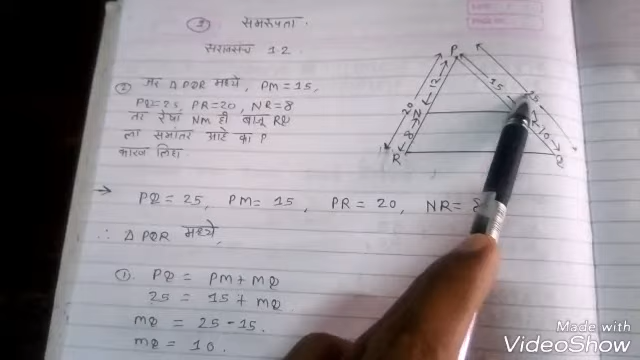 3) समरूपता.
सरावसंच 1.2
② जर △PQR मध्ये, PM = 15,
PQ = 25, PR = 20, NR = 8
तर रेषा NM ही बाजू RQ
ला समांतर आहे का ?
कारण लिहा.
→ PQ = 25, PM = 15, PR = 20, NR = 8
∴ △PQR मध्ये,
①. PQ = PM + MQ
25 = 15 + MQ
MQ = 25 - 15.
MQ = 10.
P
25
15
12
20
N
10
8
R
Q
Made with
VideoShow